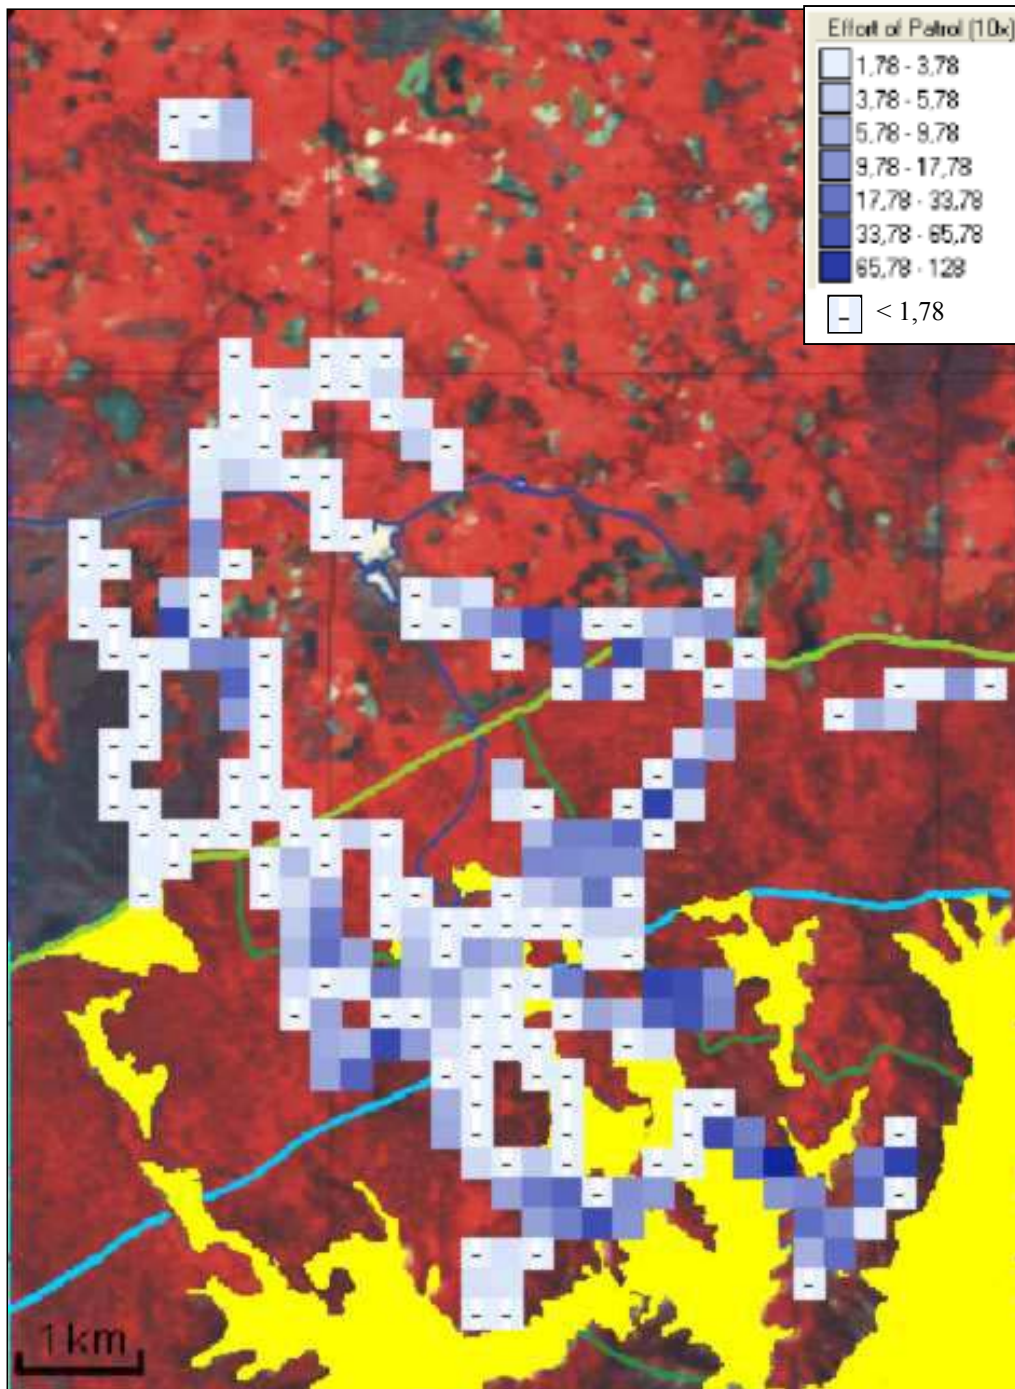 Effort of Patrol (10x)
1,78 - 3,78
3,78 - 5,78
5,78 - 9,78
9,78 - 17,78
17,78 - 33,78
33,78 - 65,78
65,78 - 128
- < 1,78
1 km